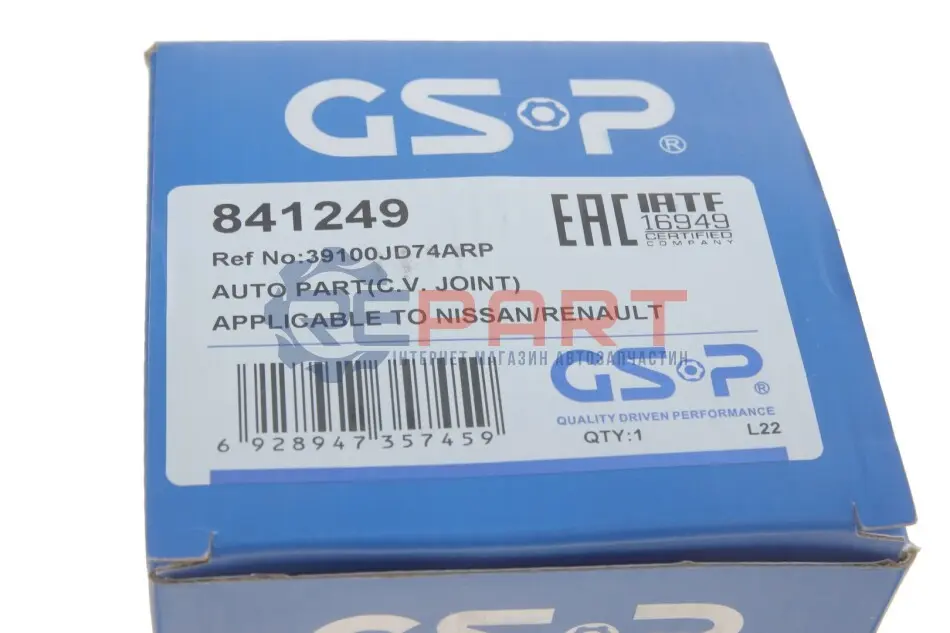 GSP®
841249
EAC
IATF
16949
CERTIFIED
COMPANY
Ref No:39100JD74ARP
AUTO PART(C.V. JOINT)
APPLICABLE TO NISSAN/RENAULT
REPART
ІНТЕРНЕТ МАГАЗИН АВТОЗАПЧАСТИН
GSP®
QUALITY DRIVEN PERFORMANCE
6 928947 357459
QTY:1
L22
GSP